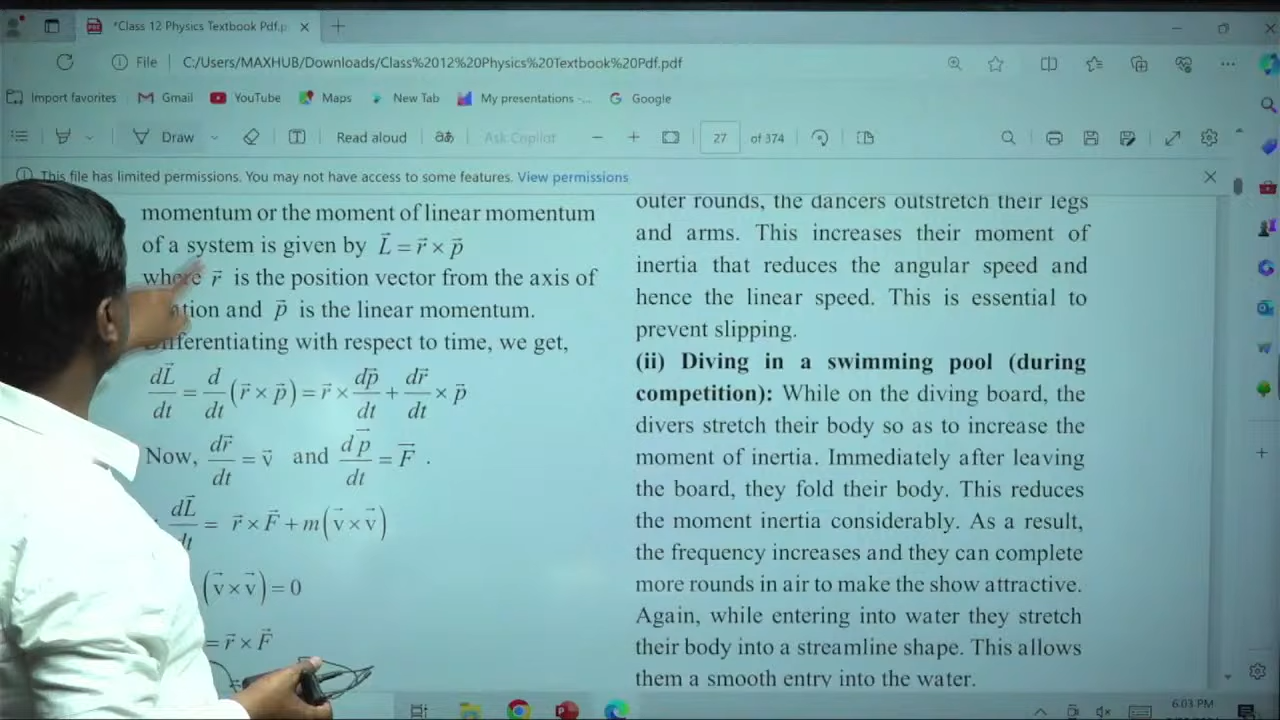 *Class 12 Physics Textbook Pdf.p
File C:/Users/MAXHUB/Downloads/Class%2012%20Physics%20Textbook%20Pdf.pdf
Import favorites Gmail YouTube Maps New Tab My presentations -... Google
Draw Read aloud aあ Ask Copilot 27 of 374
This file has limited permissions. You may not have access to some features. View permissions
momentum or the moment of linear momentum
of a system is given by L⃗ = r⃗ × p⃗
where r⃗ is the position vector from the axis of
and p⃗ is the linear momentum.
Differentiating with respect to time, we get,
dL⃗/dt = d/dt (r⃗ × p⃗) = r⃗ × dp⃗/dt + dr⃗/dt × p⃗
Now, dr⃗/dt = v⃗ and dp⃗/dt = F⃗ .
dL⃗/dt = r⃗ × F⃗ + m(v⃗ × v⃗)
(v⃗ × v⃗) = 0
= r⃗ × F⃗
outer rounds, the dancers outstretch their legs
and arms. This increases their moment of
inertia that reduces the angular speed and
hence the linear speed. This is essential to
prevent slipping.
(ii) Diving in a swimming pool (during
competition): While on the diving board, the
divers stretch their body so as to increase the
moment of inertia. Immediately after leaving
the board, they fold their body. This reduces
the moment inertia considerably. As a result,
the frequency increases and they can complete
more rounds in air to make the show attractive.
Again, while entering into water they stretch
their body into a streamline shape. This allows
them a smooth entry into the water.
6:03 PM